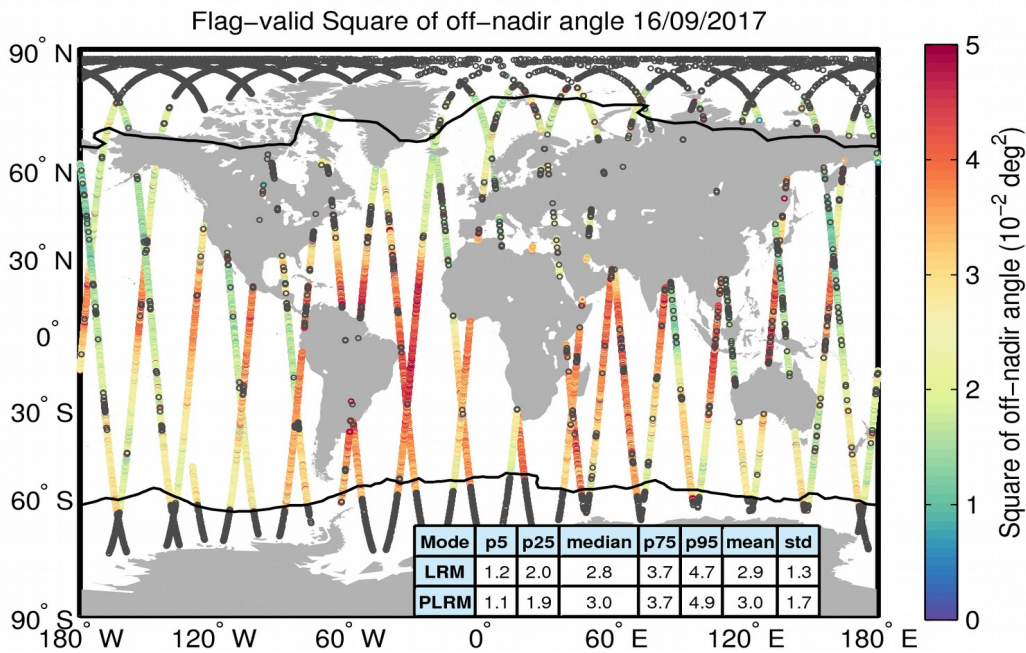 Flag−valid Square of off−nadir angle 16/09/2017
90° N
60° N
30° N
0°
30° S
60° S
90° S
180° W
120° W
60° W
0°
60° E
120° E
180° E
Mode p5 p25 median p75 p95 mean std
LRM 1.2 2.0 2.8 3.7 4.7 2.9 1.3
PLRM 1.1 1.9 3.0 3.7 4.9 3.0 1.7
5
4
3
2
1
0
Square of off−nadir angle (10⁻² deg²)